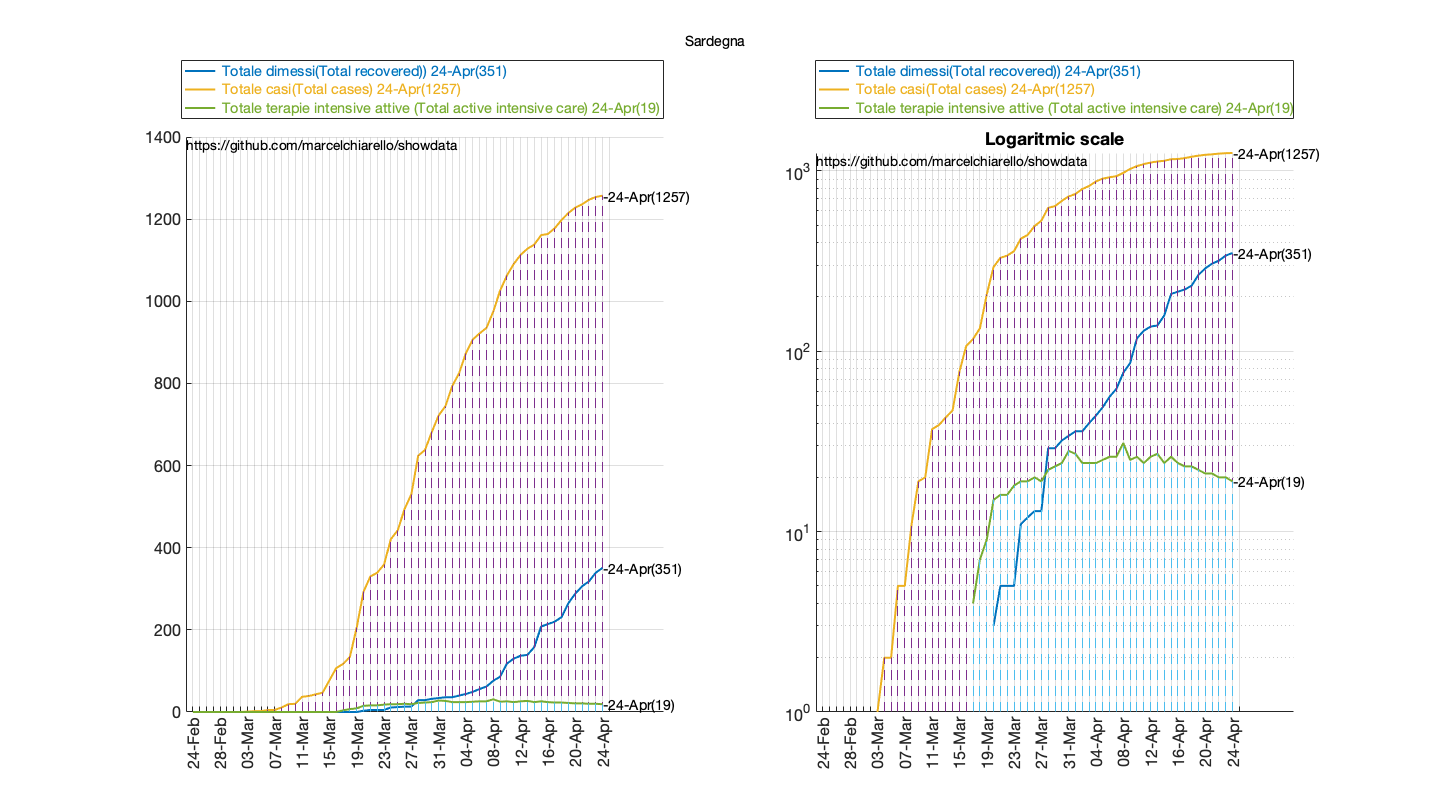 Sardegna
Totale dimessi(Total recovered)) 24-Apr(351)
Totale casi(Total cases) 24-Apr(1257)
Totale terapie intensive attive (Total active intensive care) 24-Apr(19)
1400
1200
1000
800
600
400
200
0
https://github.com/marcelchiarello/showdata
-24-Apr(1257)
-24-Apr(351)
-24-Apr(19)
24-Feb
28-Feb
03-Mar
07-Mar
11-Mar
15-Mar
19-Mar
23-Mar
27-Mar
31-Mar
04-Apr
08-Apr
12-Apr
16-Apr
20-Apr
24-Apr
Totale dimessi(Total recovered)) 24-Apr(351)
Totale casi(Total cases) 24-Apr(1257)
Totale terapie intensive attive (Total active intensive care) 24-Apr(19)
Logaritmic scale
https://github.com/marcelchiarello/showdata
10^3
10^2
10^1
10^0
-24-Apr(1257)
-24-Apr(351)
-24-Apr(19)
24-Feb
28-Feb
03-Mar
07-Mar
11-Mar
15-Mar
19-Mar
23-Mar
27-Mar
31-Mar
04-Apr
08-Apr
12-Apr
16-Apr
20-Apr
24-Apr